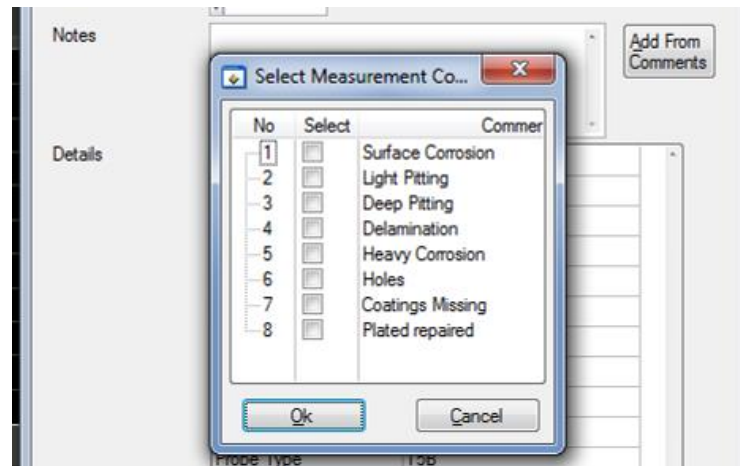 Notes
Add From
Comments
Select Measurement Co...
No Select Commer
1 Surface Corrosion
Details
2 Light Pitting
3 Deep Pitting
4 Delamination
5 Heavy Corrosion
6 Holes
7 Coatings Missing
8 Plated repaired
Ok Cancel
Probe Type T5B